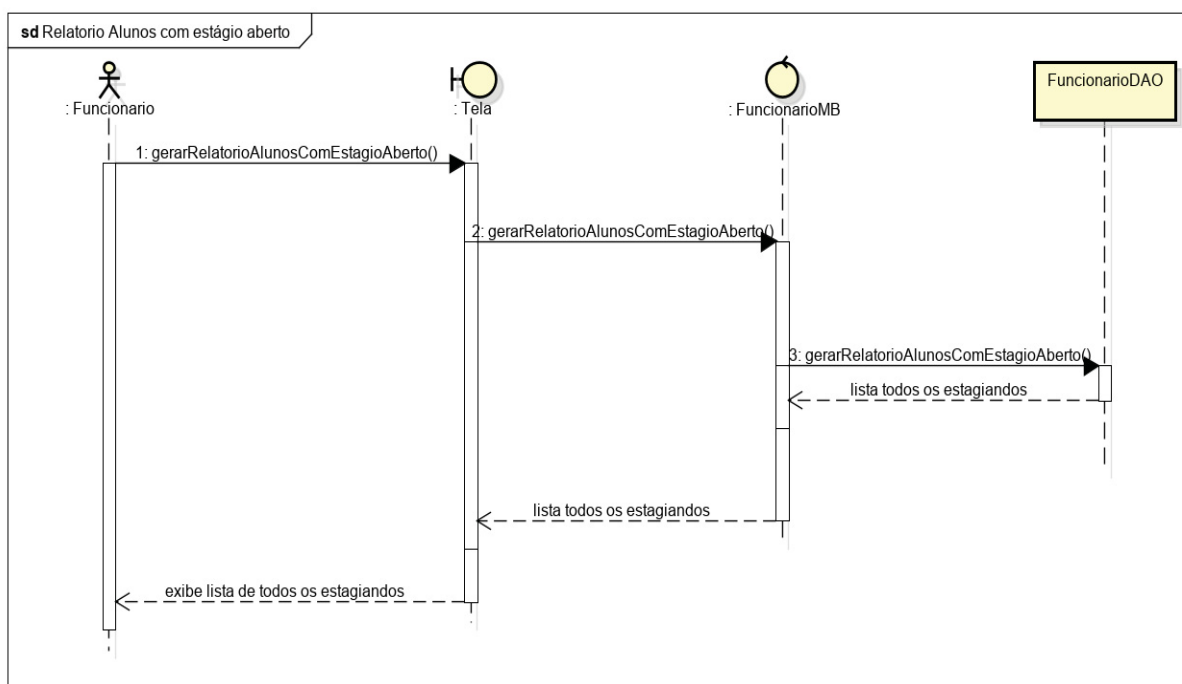 sd Relatorio Alunos com estágio aberto
: Funcionario
: Tela
: FuncionarioMB
FuncionarioDAO
1: gerarRelatorioAlunosComEstagioAberto()
2: gerarRelatorioAlunosComEstagioAberto()
3: gerarRelatorioAlunosComEstagioAberto()
lista todos os estagiandos
lista todos os estagiandos
exibe lista de todos os estagiandos